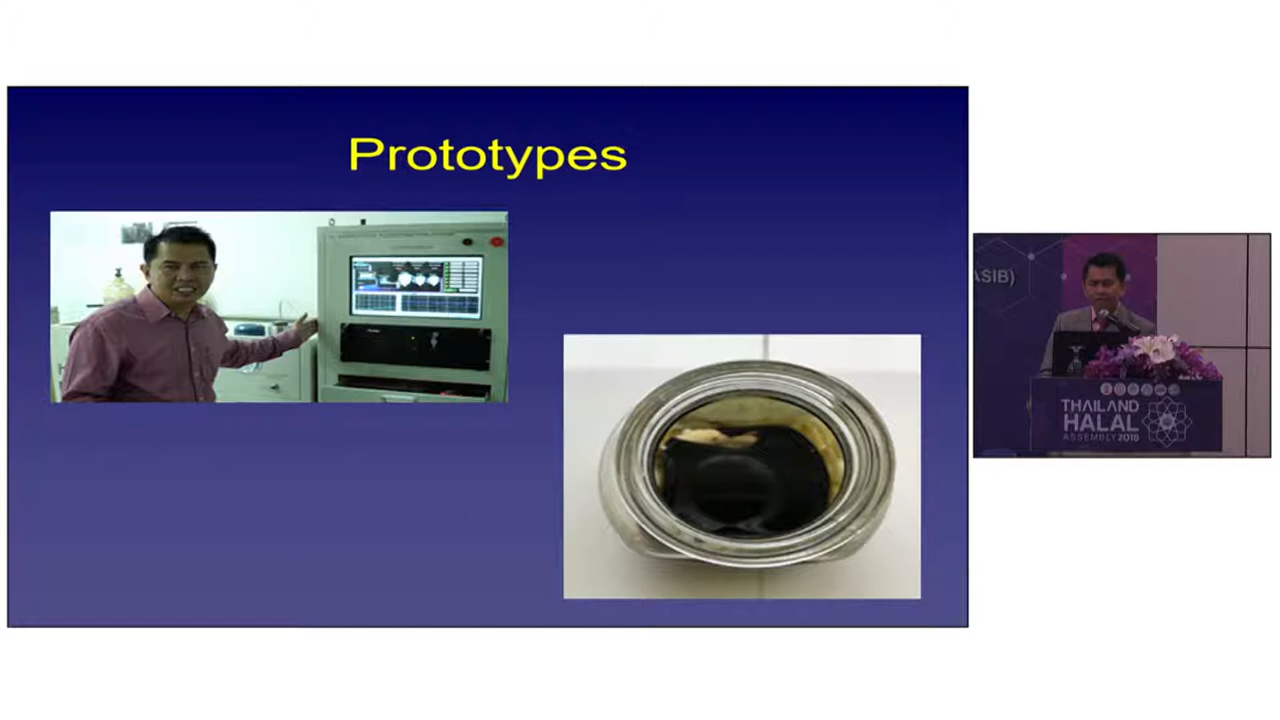 Prototypes
ASIB)
THAILAND
HALAL
ASSEMBLY 2018